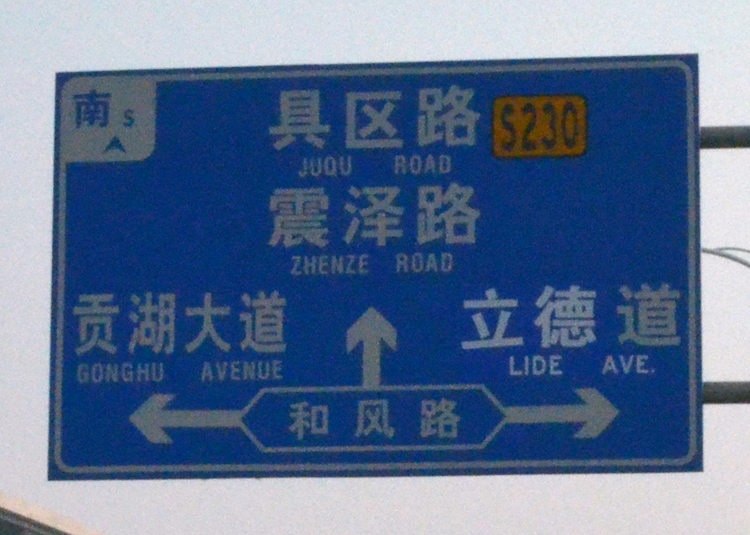 南 S
具区路 S230
JUQU ROAD
震泽路
ZHENZE ROAD
贡湖大道
GONGHU AVENUE
立德道
LIDE AVE.
和风路